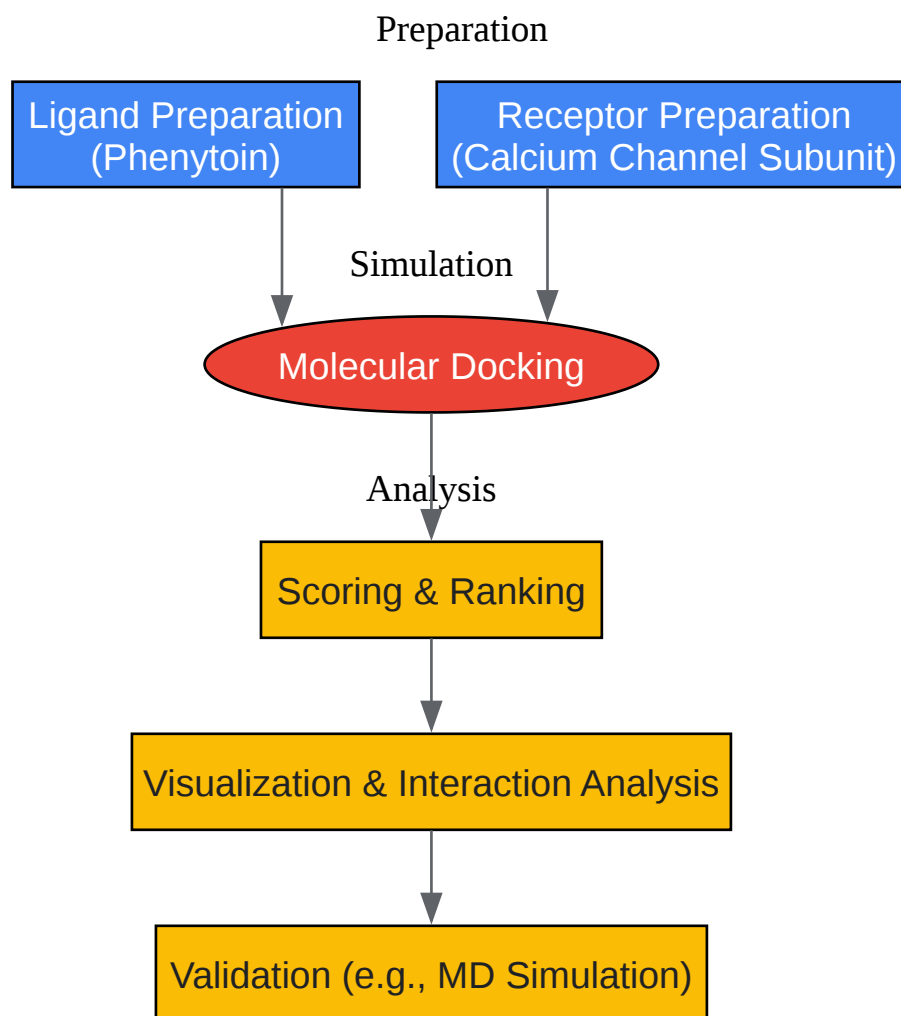 Preparation
Ligand Preparation
(Phenytoin)
Receptor Preparation
(Calcium Channel Subunit)
Simulation
Molecular Docking
Analysis
Scoring & Ranking
Visualization & Interaction Analysis
Validation (e.g., MD Simulation)